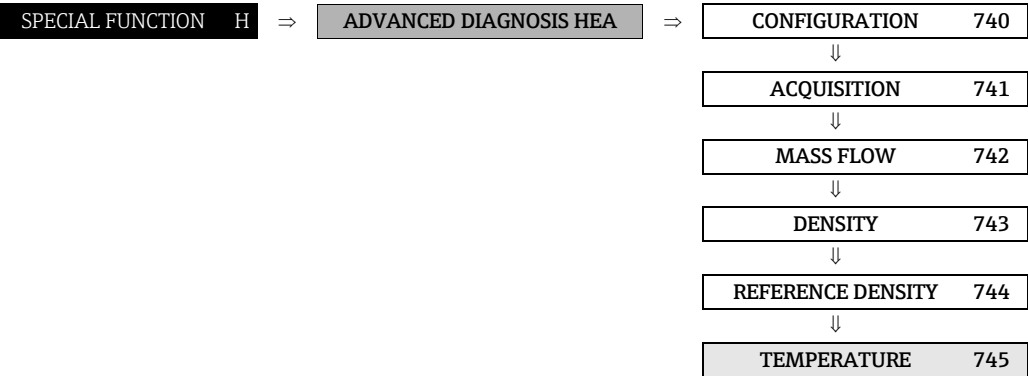 SPECIAL FUNCTION H ⇒ ADVANCED DIAGNOSIS HEA ⇒ CONFIGURATION 740
⇓
ACQUISITION 741
⇓
MASS FLOW 742
⇓
DENSITY 743
⇓
REFERENCE DENSITY 744
⇓
TEMPERATURE 745